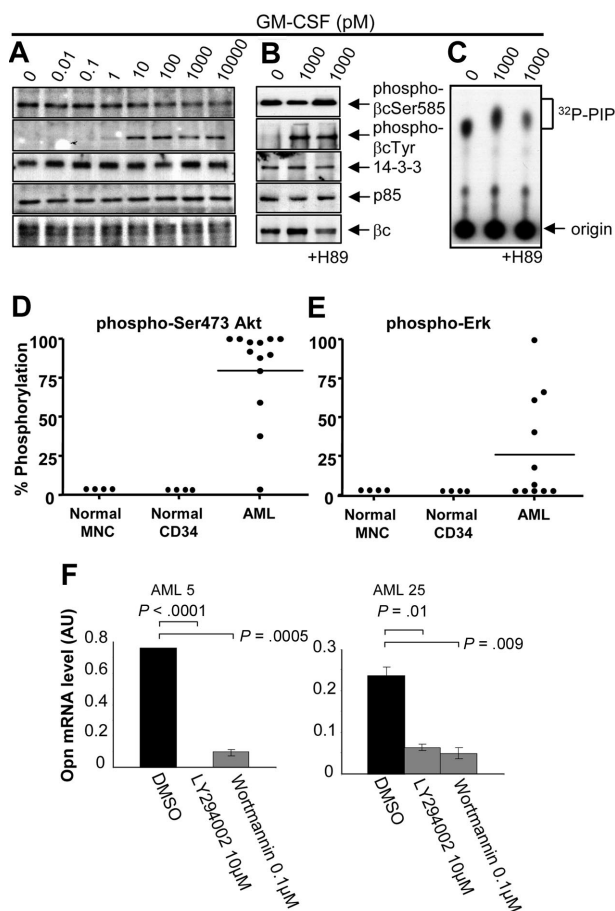 GM-CSF (pM)
A
0 0.01 0.1 1 10 100 1000 10000
B
0 1000 1000
phospho-βcSer585
phospho-βcTyr
14-3-3
p85
βc
+H89
C
0 1000 1000
³²P-PIP
origin
+H89
D
phospho-Ser473 Akt
% Phosphorylation
100
75
50
25
0
Normal MNC
Normal CD34
AML
E
phospho-Erk
100
75
50
25
0
Normal MNC
Normal CD34
AML
F
Opn mRNA level (AU)
AML 5
P < .0001
P = .0005
0.8
0.6
0.4
0.2
0
DMSO
LY294002 10µM
Wortmannin 0.1µM
AML 25
P = .01
P = .009
0.3
0.2
0.1
0
DMSO
LY294002 10µM
Wortmannin 0.1µM